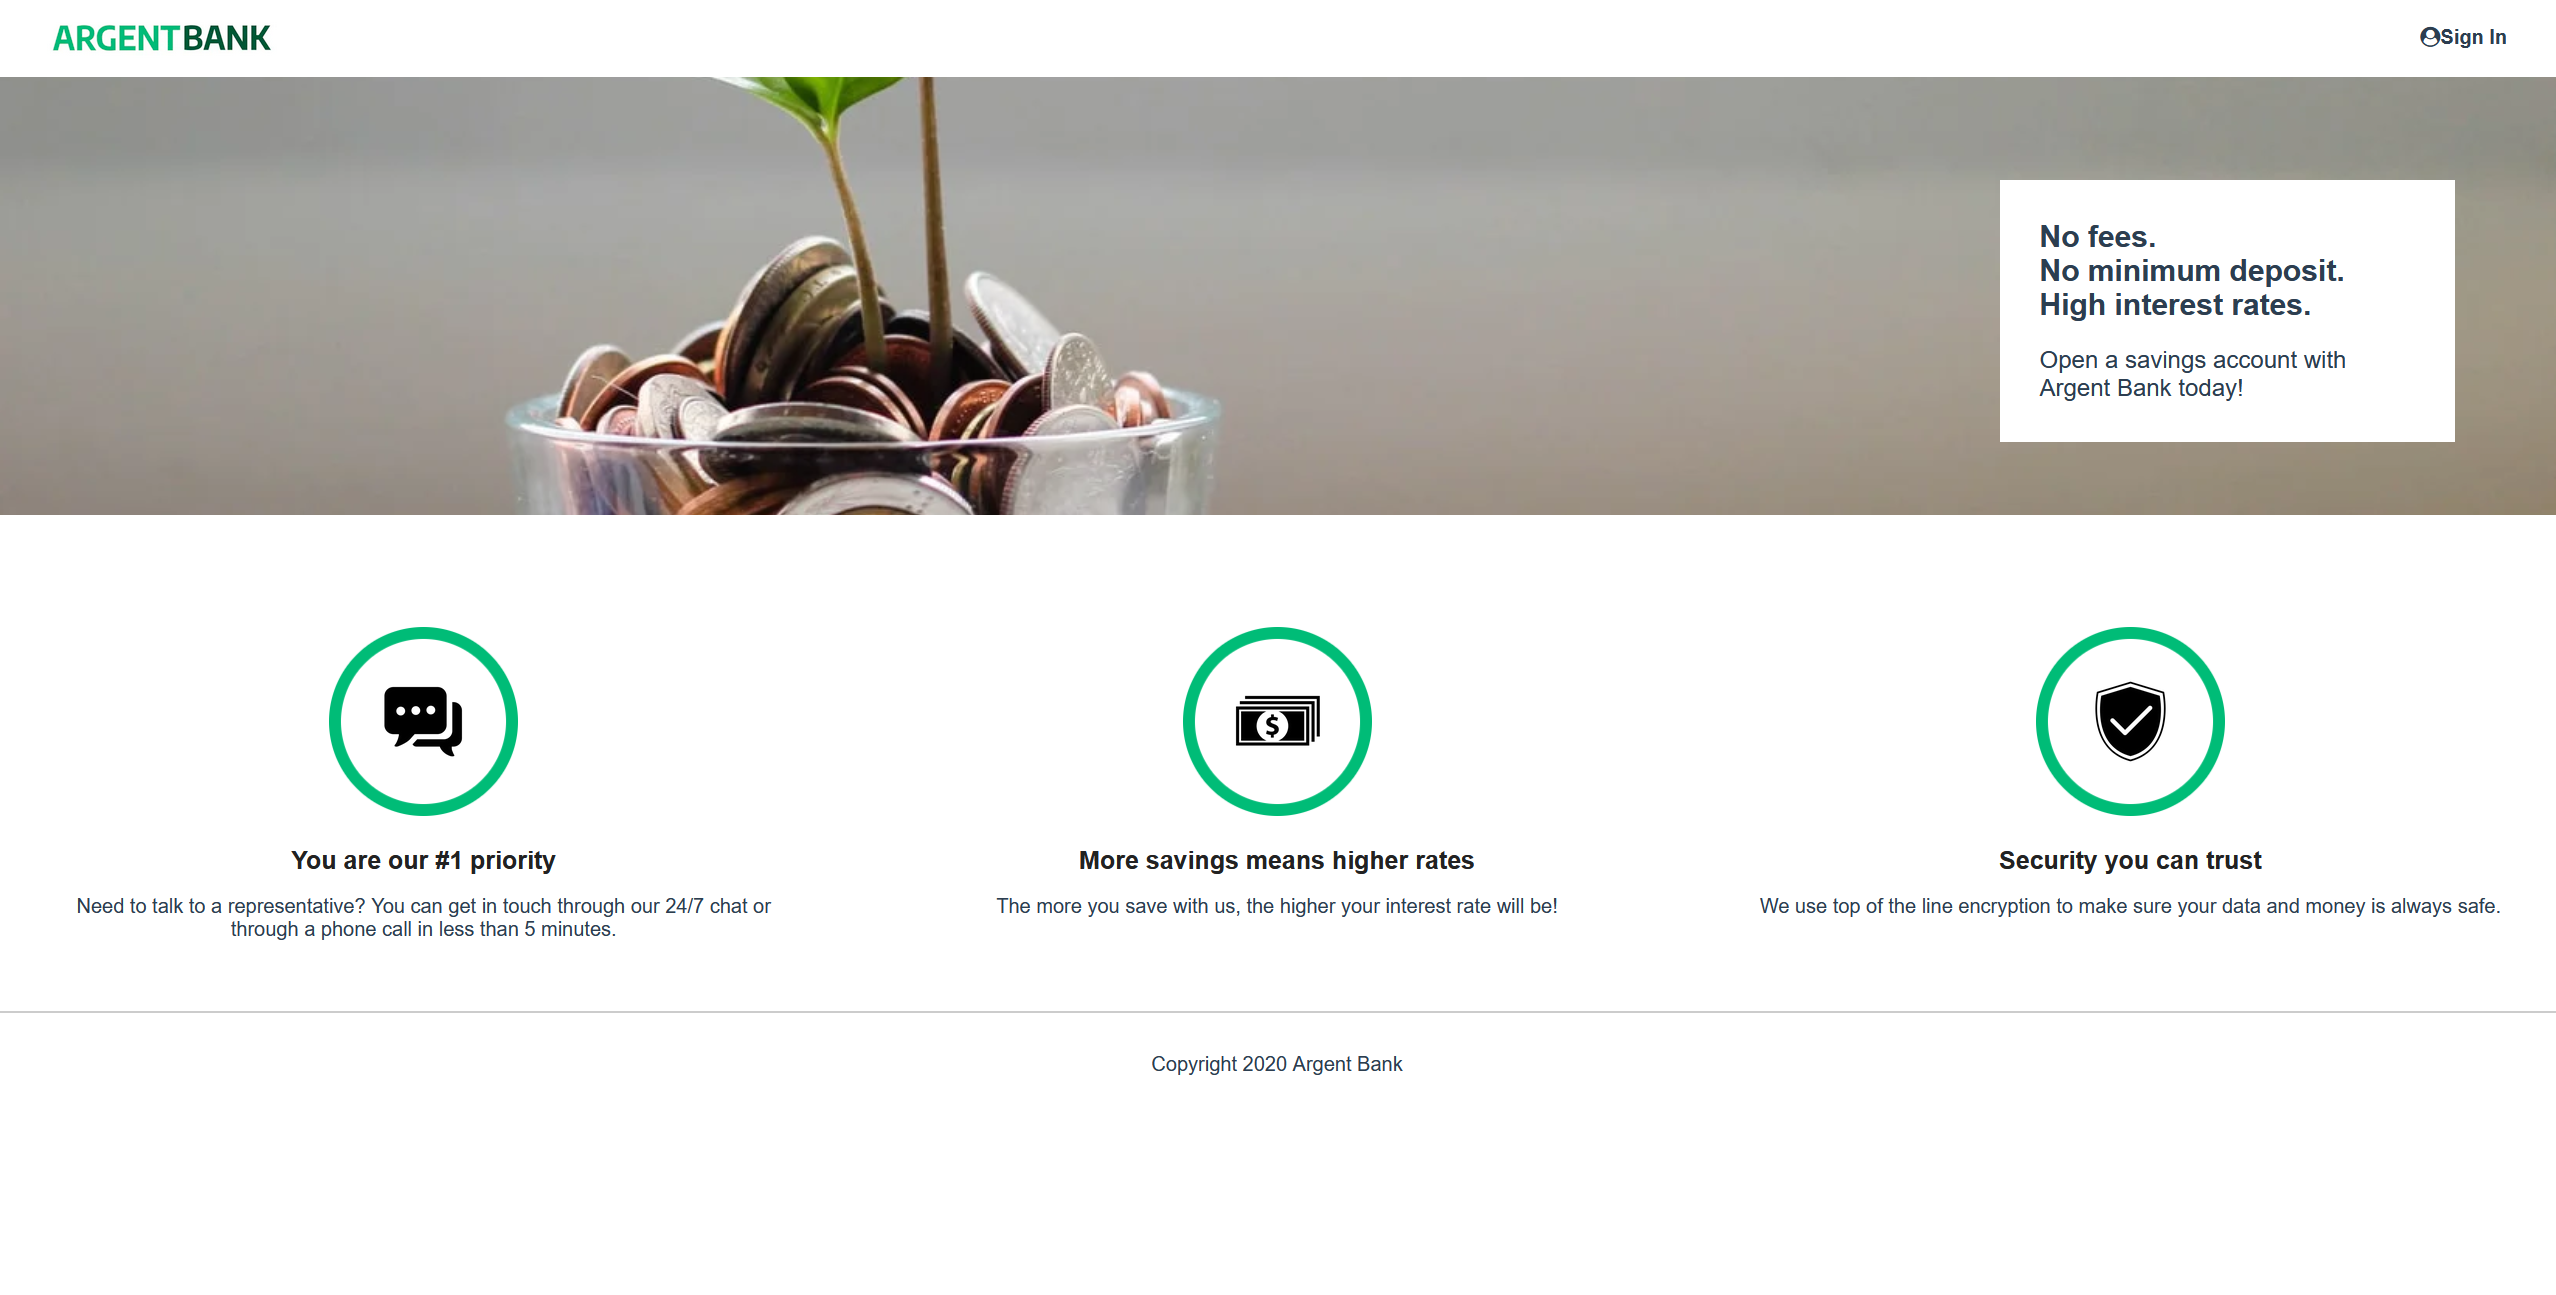 ARGENTBANK
Sign In
No fees.
No minimum deposit.
High interest rates.
Open a savings account with
Argent Bank today!
$
You are our #1 priority
Need to talk to a representative? You can get in touch through our 24/7 chat or
through a phone call in less than 5 minutes.
More savings means higher rates
The more you save with us, the higher your interest rate will be!
Security you can trust
We use top of the line encryption to make sure your data and money is always safe.
Copyright 2020 Argent Bank